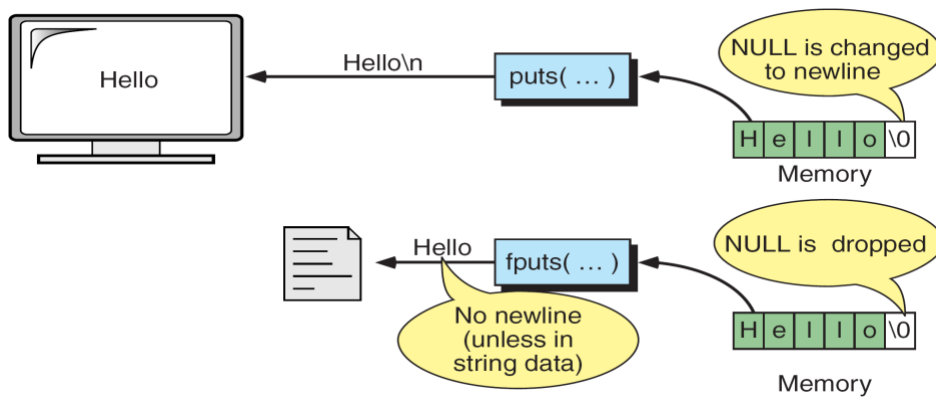 NULL is changed
to newline
Hello\n
Hello
puts( ... )
H e l l o \0
Memory
NULL is dropped
Hello
fputs( ... )
No newline
(unless in
string data)
H e l l o \0
Memory